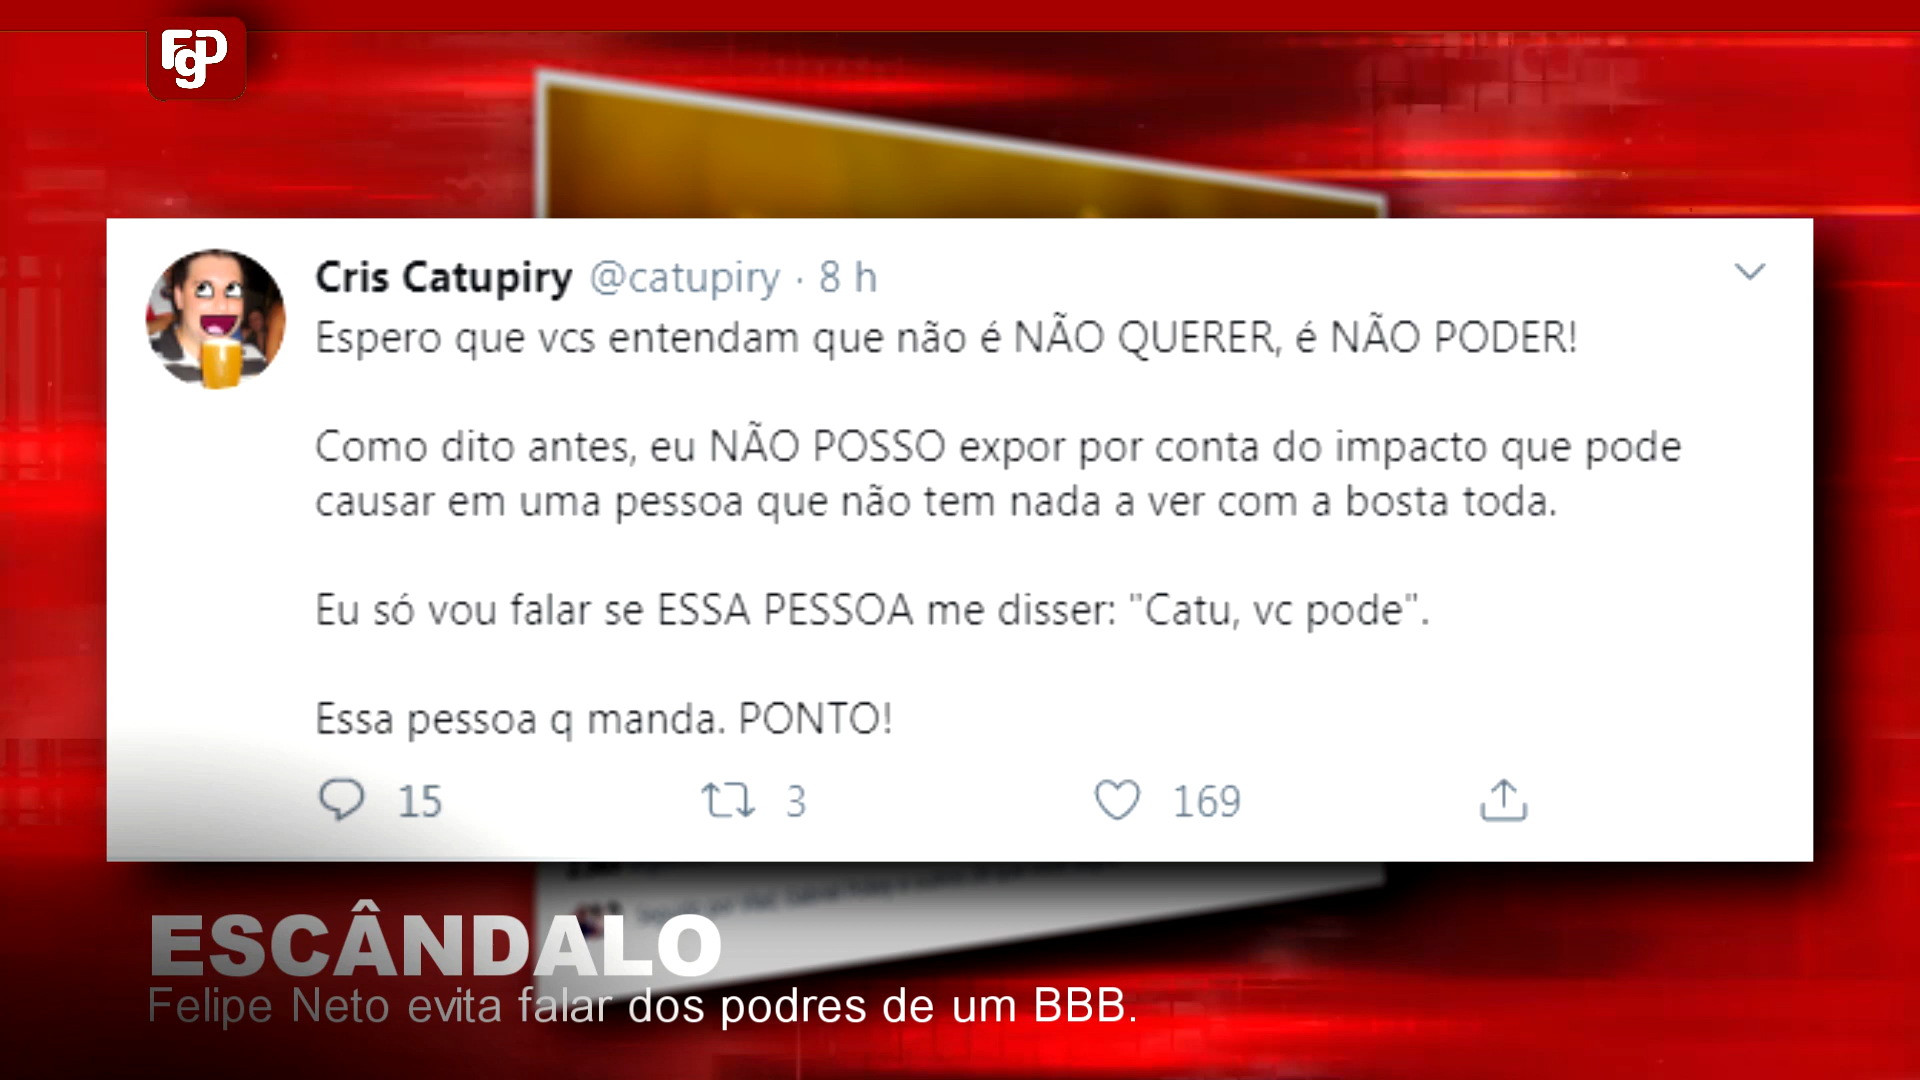 FgP
Cris Catupiry @catupiry · 8 h
Espero que vcs entendam que não é NÃO QUERER, é NÃO PODER!
Como dito antes, eu NÃO POSSO expor por conta do impacto que pode
causar em uma pessoa que não tem nada a ver com a bosta toda.
Eu só vou falar se ESSA PESSOA me disser: "Catu, vc pode".
Essa pessoa q manda. PONTO!
15 3 169
ESCÂNDALO
Felipe Neto evita falar dos podres de um BBB.